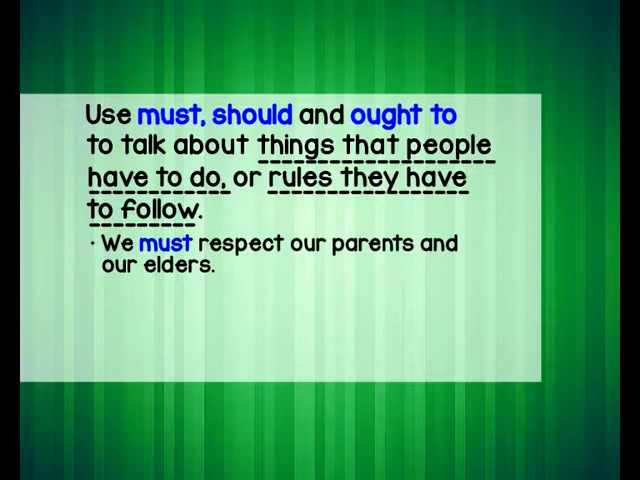 Use must, should and ought to
to talk about things that people
have to do, or rules they have
to follow.
· We must respect our parents and
our elders.